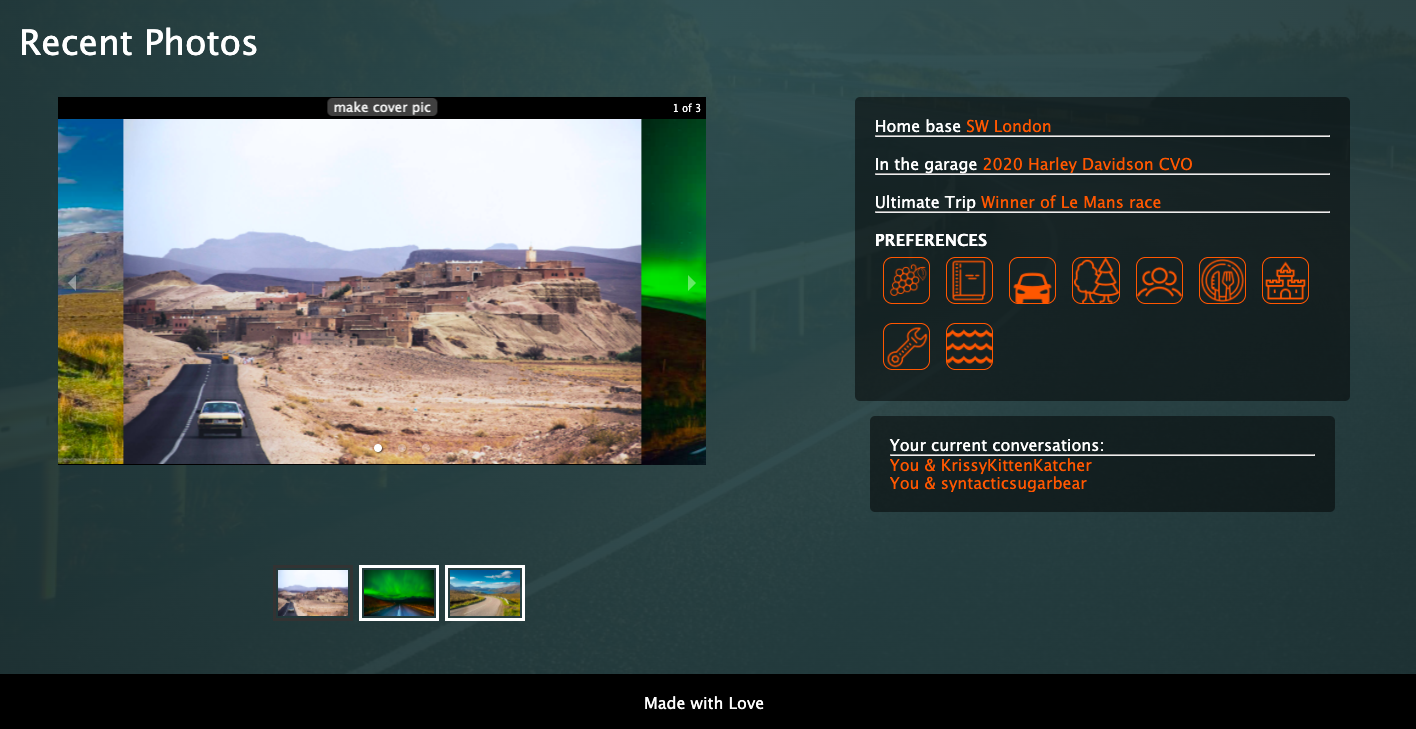 Recent Photos
make cover pic
1 of 3
Home base SW London
In the garage 2020 Harley Davidson CVO
Ultimate Trip Winner of Le Mans race
PREFERENCES
Your current conversations:
You & KrissyKittenKatcher
You & syntacticsugarbear
Made with Love